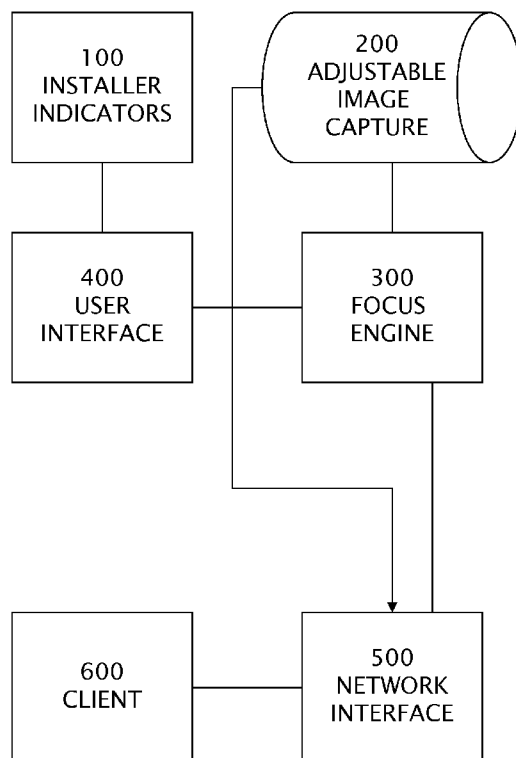 100
INSTALLER
INDICATORS
200
ADJUSTABLE
IMAGE
CAPTURE
400
USER
INTERFACE
300
FOCUS
ENGINE
600
CLIENT
500
NETWORK
INTERFACE